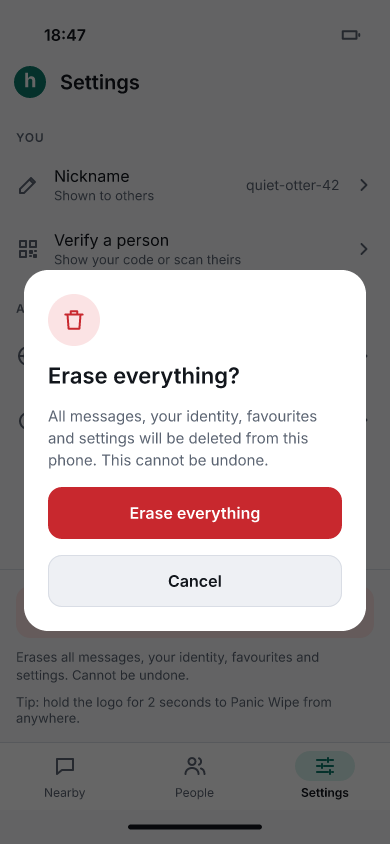 18:47
h
Settings
YOU
Nickname
Shown to others
quiet-otter-42
Verify a person
Show your code or scan theirs
A
Erase everything?
All messages, your identity, favourites
and settings will be deleted from this
phone. This cannot be undone.
Erase everything
Cancel
Erases all messages, your identity, favourites and
settings. Cannot be undone.
Tip: hold the logo for 2 seconds to Panic Wipe from
anywhere.
Nearby
People
Settings